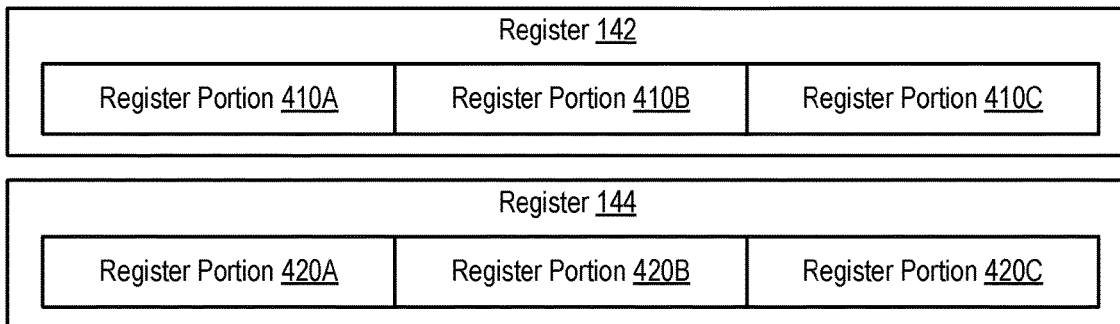 Register 142
Register Portion 410A Register Portion 410B Register Portion 410C
Register 144
Register Portion 420A Register Portion 420B Register Portion 420C